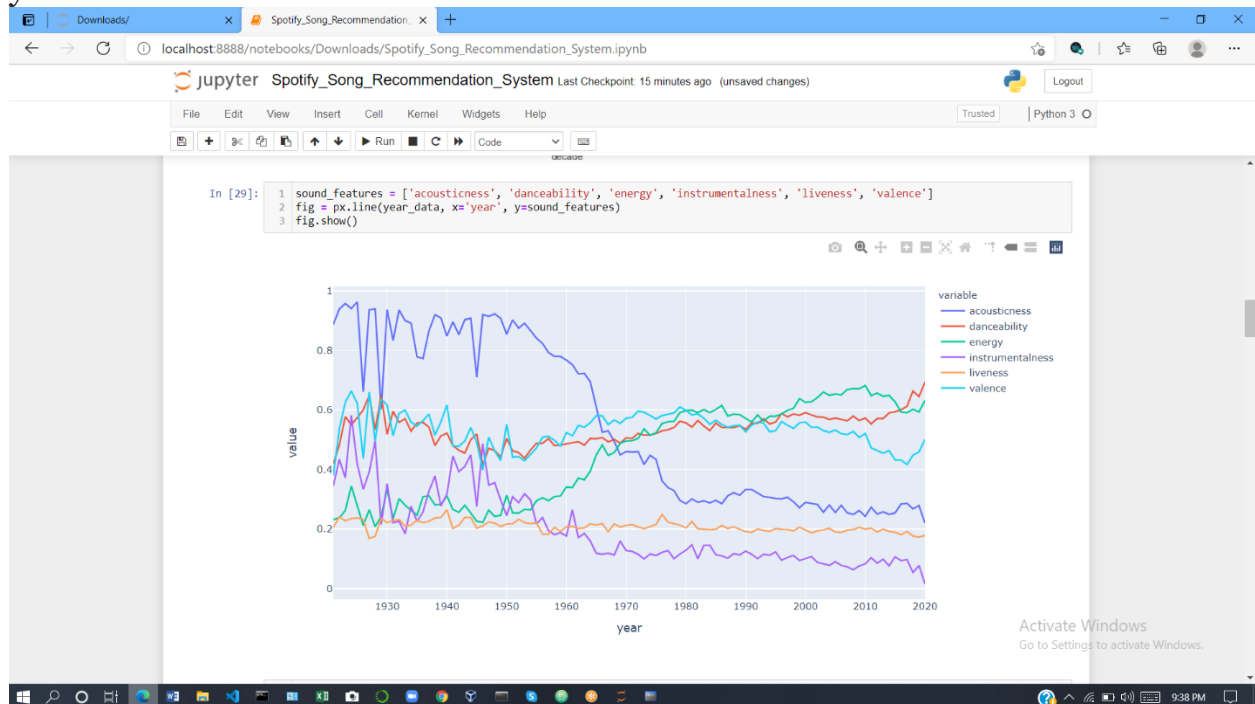 y
Downloads/
Spotify_Song_Recommendation_
localhost:8888/notebooks/Downloads/Spotify_Song_Recommendation_System.ipynb
jupyter Spotify_Song_Recommendation_System Last Checkpoint: 15 minutes ago (unsaved changes)
Logout
File Edit View Insert Cell Kernel Widgets Help
Trusted Python 3
Run Code
decade
In [29]:
1 sound_features = ['acousticness', 'danceability', 'energy', 'instrumentalness', 'liveness', 'valence']
2 fig = px.line(year_data, x='year', y=sound_features)
3 fig.show()
variable
acousticness
danceability
energy
instrumentalness
liveness
valence
1
0.8
0.6
0.4
0.2
0
value
1930 1940 1950 1960 1970 1980 1990 2000 2010 2020
year
Activate Windows
Go to Settings to activate Windows.
9:38 PM